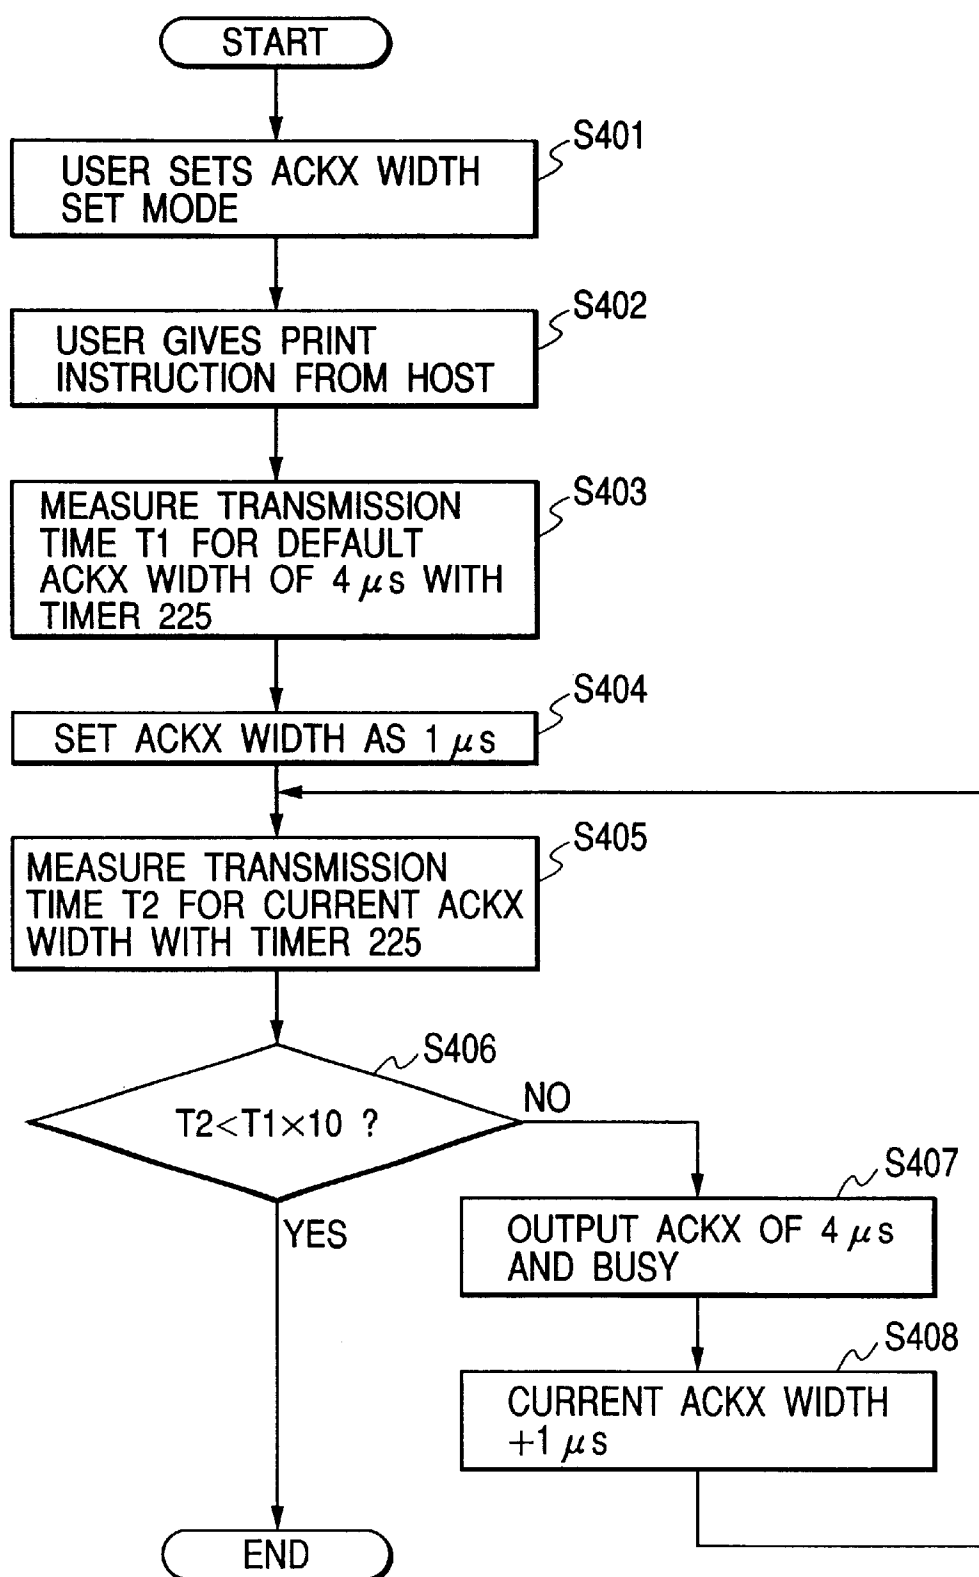 START
S401
USER SETS ACKX WIDTH
SET MODE
S402
USER GIVES PRINT
INSTRUCTION FROM HOST
S403
MEASURE TRANSMISSION
TIME T1 FOR DEFAULT
ACKX WIDTH OF 4 μs WITH
TIMER 225
S404
SET ACKX WIDTH AS 1 μs
S405
MEASURE TRANSMISSION
TIME T2 FOR CURRENT ACKX
WIDTH WITH TIMER 225
S406
T2<T1×10 ?
NO
YES
S407
OUTPUT ACKX OF 4 μs
AND BUSY
S408
CURRENT ACKX WIDTH
+1 μs
END